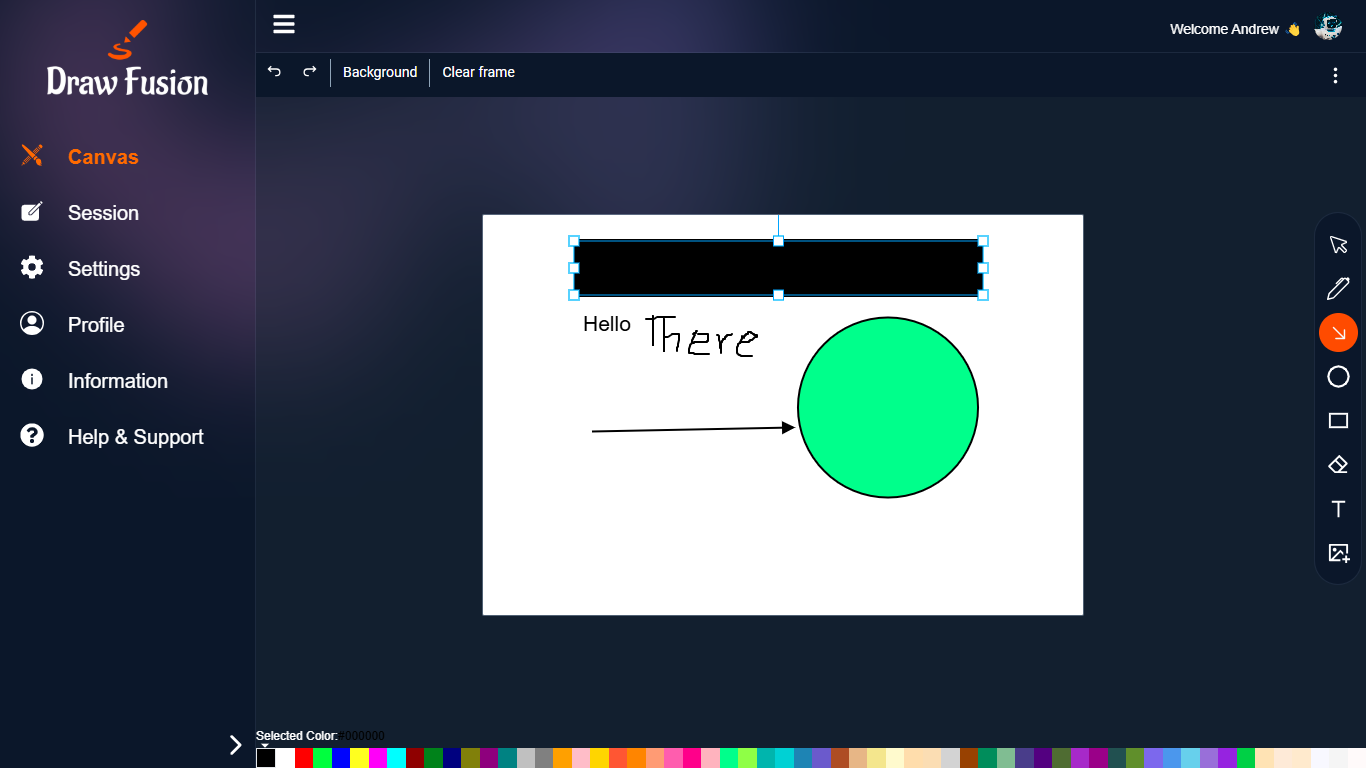 Draw Fusion
Welcome Andrew 👋
Background
Clear frame
Canvas
Session
Settings
Profile
Information
Help & Support
Hello There
Selected Color:#000000